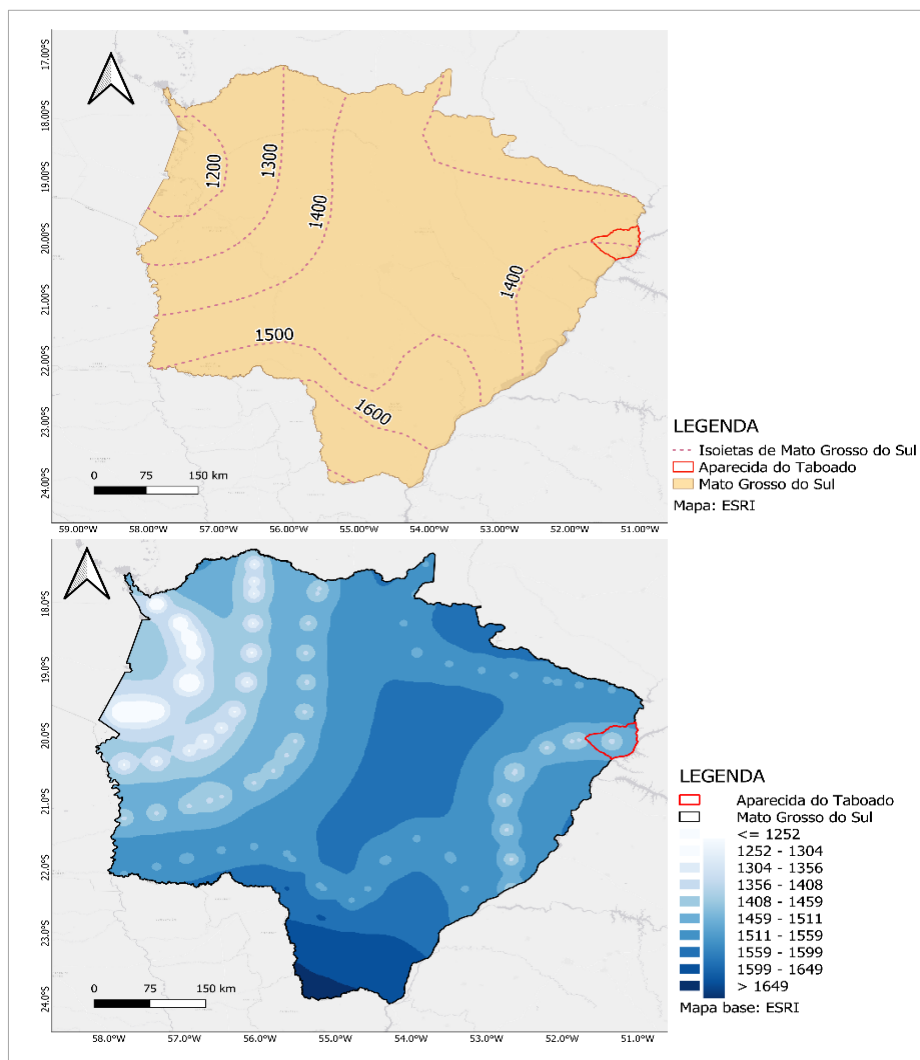 17.00°S
18.00°S
19.00°S
20.00°S
21.00°S
22.00°S
23.00°S
24.00°S
1200
1300
1400
1400
1500
1600
0 75 150 km
59.00°W 58.00°W 57.00°W 56.00°W 55.00°W 54.00°W 53.00°W 52.00°W 51.00°W
LEGENDA
Isoietas de Mato Grosso do Sul
Aparecida do Taboado
Mato Grosso do Sul
Mapa: ESRI
18.0°S
19.0°S
20.0°S
21.0°S
22.0°S
23.0°S
24.0°S
0 75 150 km
58.0°W 57.0°W 56.0°W 55.0°W 54.0°W 53.0°W 52.0°W 51.0°W
LEGENDA
Aparecida do Taboado
Mato Grosso do Sul
<= 1252
1252 - 1304
1304 - 1356
1356 - 1408
1408 - 1459
1459 - 1511
1511 - 1559
1559 - 1599
1599 - 1649
> 1649
Mapa base: ESRI